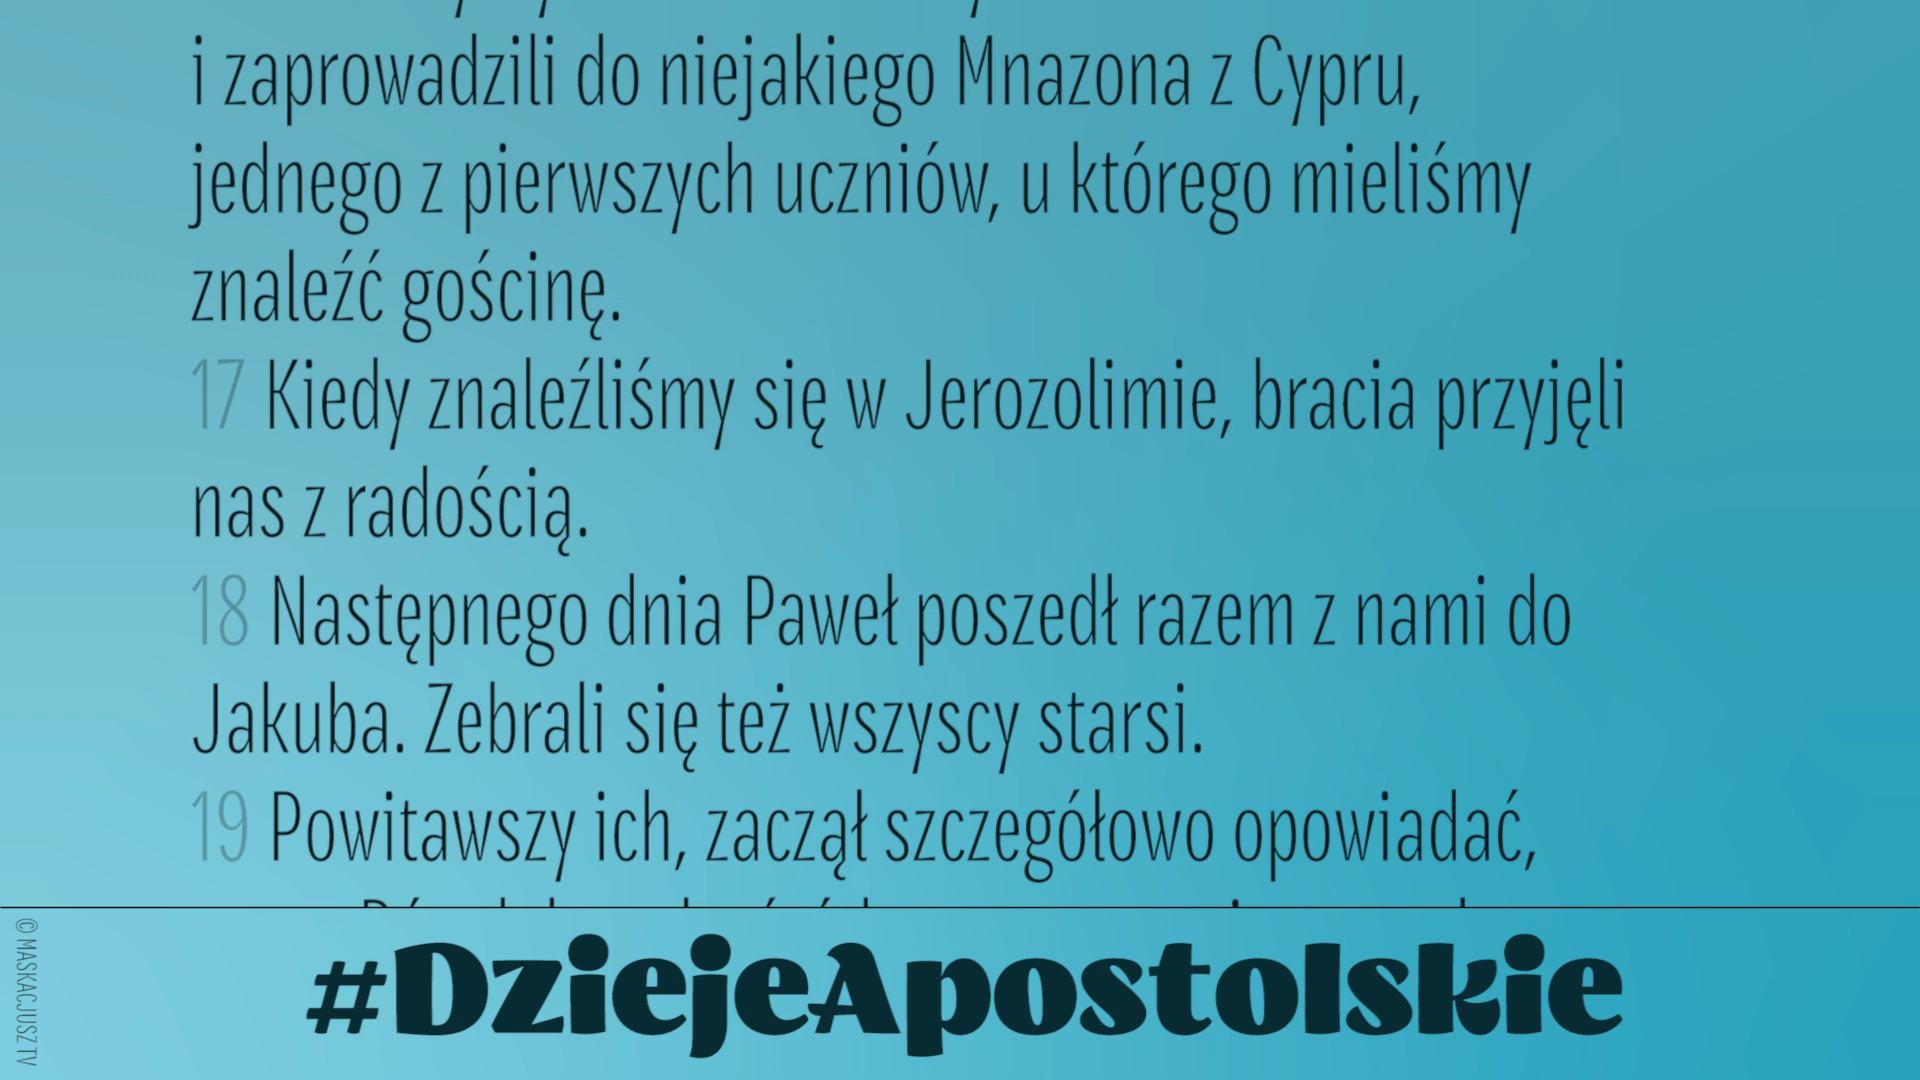 i zaprowadzili do niejakiego Mnazona z Cypru,
jednego z pierwszych uczniów, u którego mieliśmy
znaleźć gościnę.
17 Kiedy znaleźliśmy się w Jerozolimie, bracia przyjęli
nas z radością.
18 Następnego dnia Paweł poszedł razem z nami do
Jakuba. Zebrali się też wszyscy starsi.
19 Powitawszy ich, zaczął szczegółowo opowiadać,
#DziejeApostolskie
© MASKACJUSZ TV